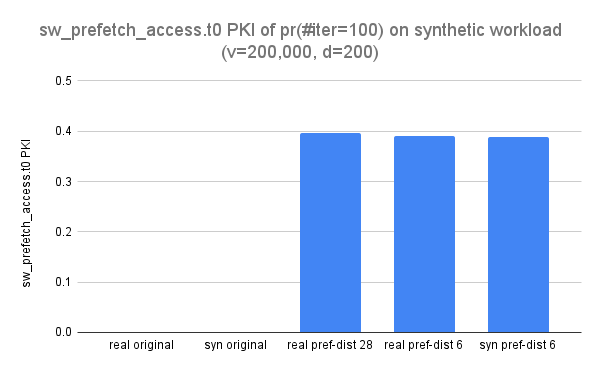 sw_prefetch_access.t0 PKI of pr(#iter=100) on synthetic workload
(v=200,000, d=200)
sw_prefetch_access.t0 PKI
0.5
0.4
0.3
0.2
0.1
0.0
real original
syn original
real pref-dist 28
real pref-dist 6
syn pref-dist 6